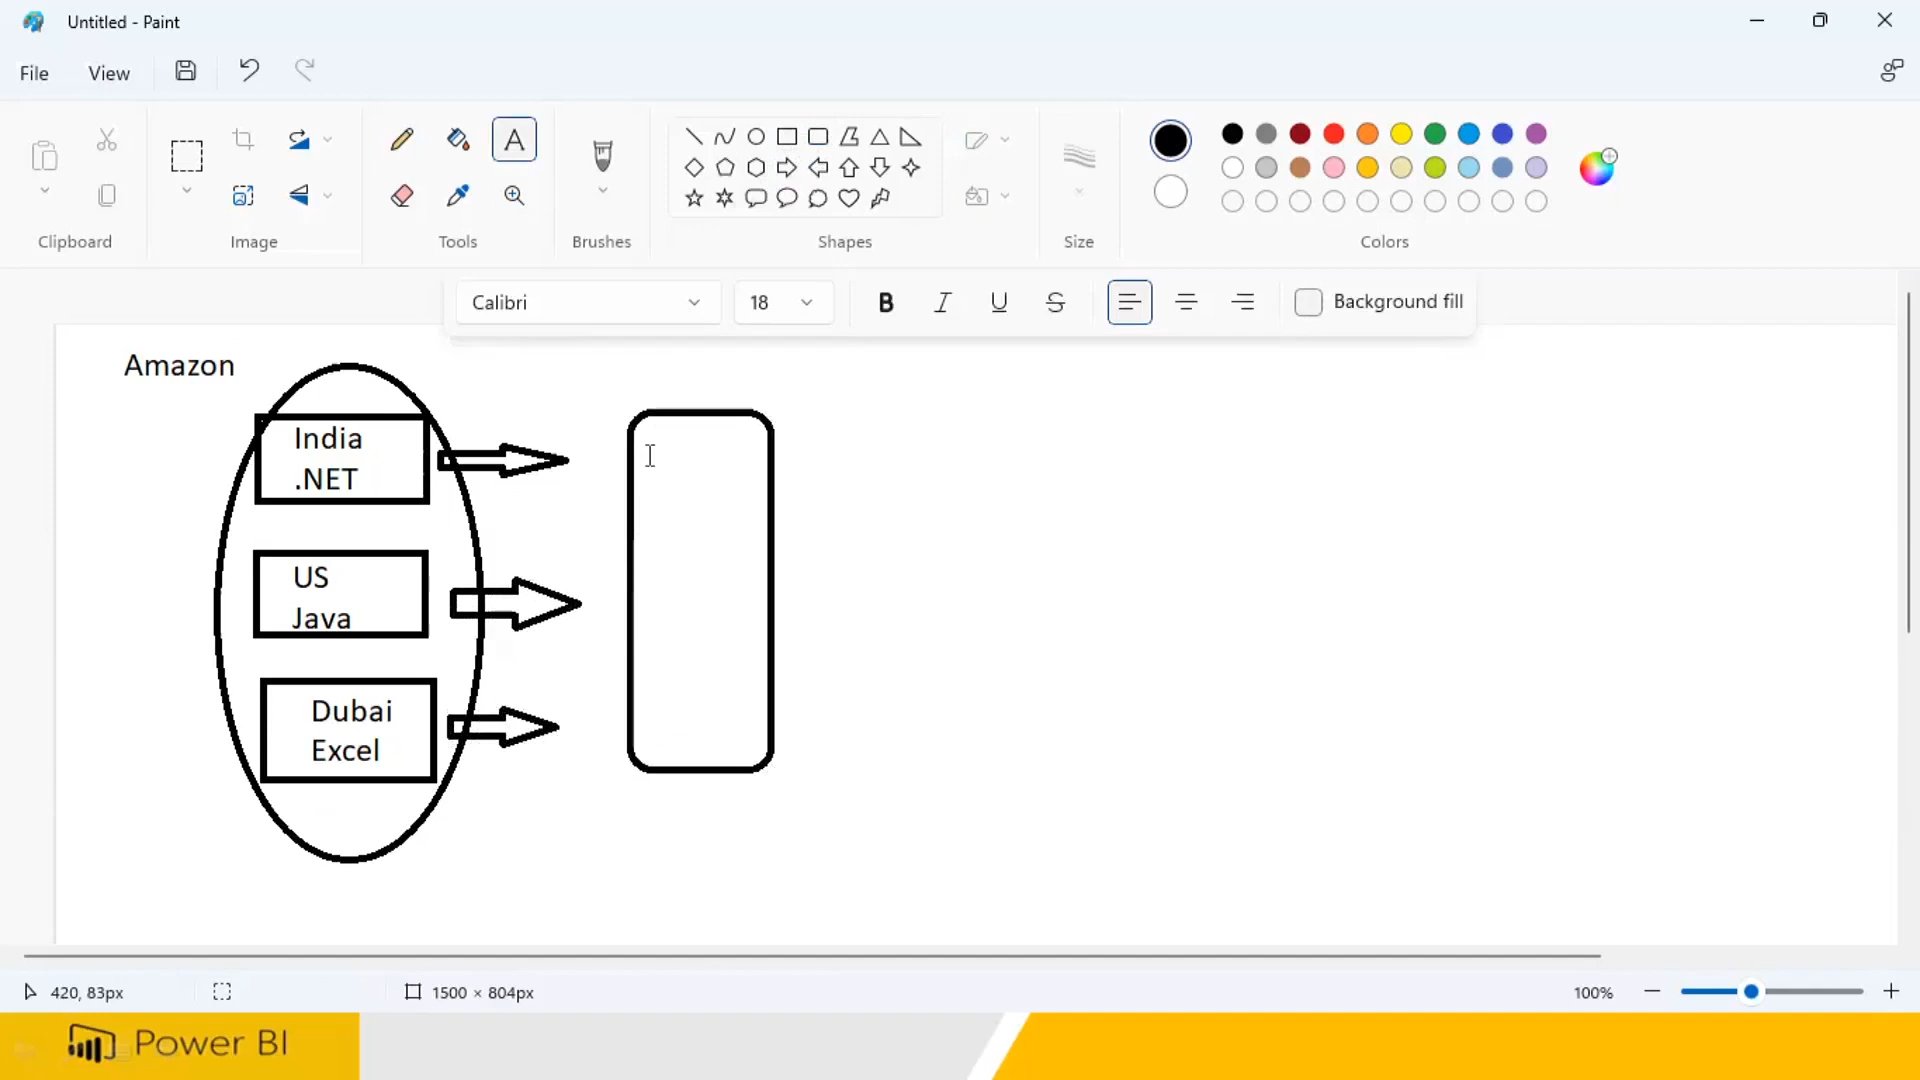 Untitled - Paint
File
View
Clipboard
Image
Tools
Brushes
Shapes
Size
Colors
A
Calibri
18
B
I
U
S
Background fill
Amazon
India
.NET
US
Java
Dubai
Excel
420, 83px
1500 × 804px
100%
Power BI